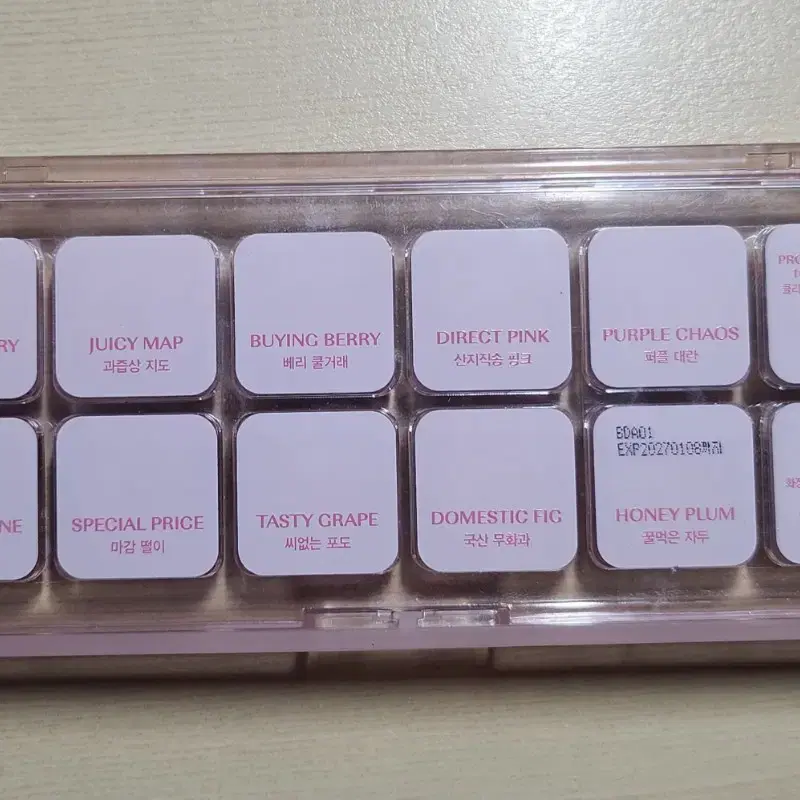 RY
JUICY MAP
과즙상 지도
BUYING BERRY
베리 쿨거래
DIRECT PINK
산지직송 핑크
PURPLE CHAOS
퍼플 대란
PRO
NE
SPECIAL PRICE
마감 떨이
TASTY GRAPE
씨없는 포도
DOMESTIC FIG
국산 무화과
BDA01
EXP20270108까지
HONEY PLUM
꿀먹은 자두